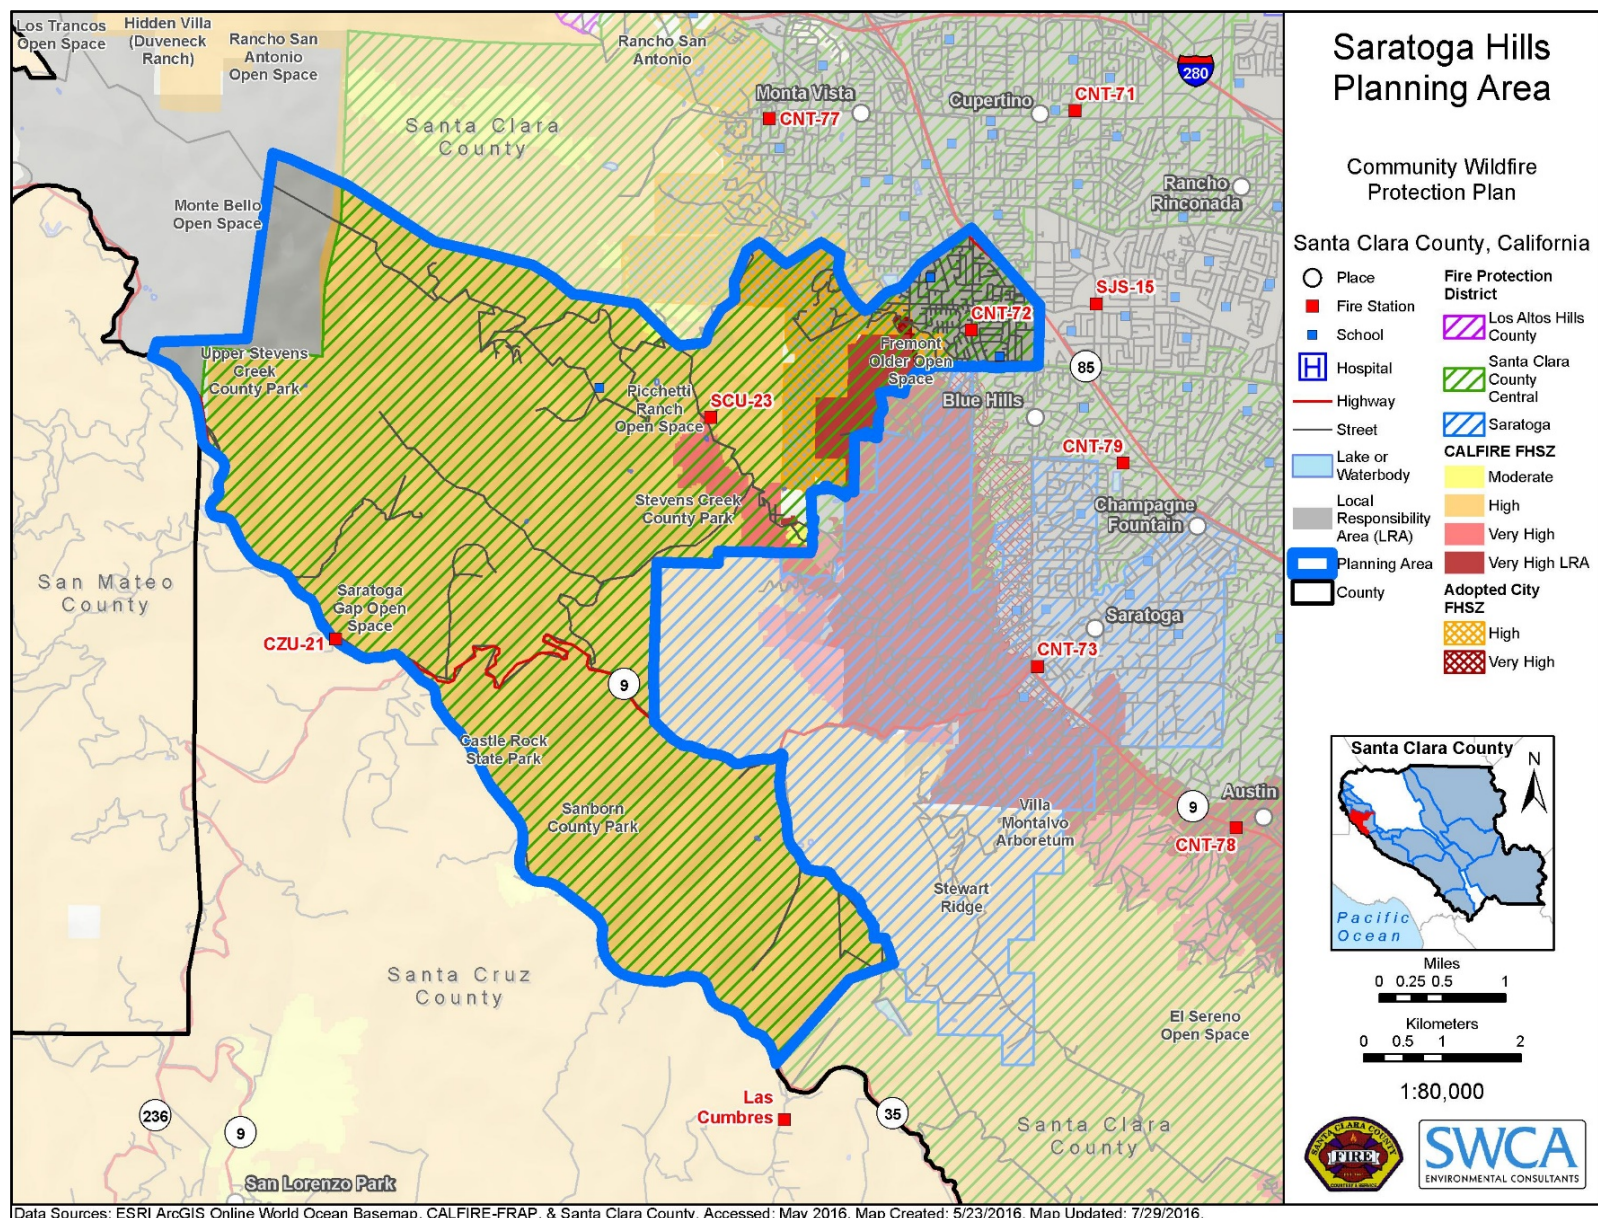 Los Trancos
Open Space
Hidden Villa
(Duveneck
Ranch)
Rancho San
Antonio
Open Space
Rancho San
Antonio
Santa Clara
County
Monta Vista
CNT-77
Cupertino
CNT-71
280
Rancho
Rinconada
Monte Bello
Open Space
SJS-15
CNT-72
Fremont
Older Open
Space
85
Upper Stevens
Creek
County Park
Picchetti
Ranch
Open Space
SCU-23
Blue Hills
CNT-79
Stevens Creek
County Park
Champagne
Fountain
San Mateo
County
Saratoga
Gap Open
Space
CZU-21
Saratoga
CNT-73
9
Castle Rock
State Park
Sanborn
County Park
Villa
Montalvo
Arboretum
9
Austin
CNT-78
Stewart
Ridge
Santa Cruz
County
El Sereno
Open Space
Las
Cumbres
35
Santa Clara
County
236
9
San Lorenzo Park
Saratoga Hills
Planning Area
Community Wildfire
Protection Plan
Santa Clara County, California
Place
Fire Station
School
H Hospital
Highway
Street
Lake or
Waterbody
Local
Responsibility
Area (LRA)
Planning Area
County
Fire Protection
District
Los Altos Hills
County
Santa Clara
County
Central
Saratoga
CALFIRE FHSZ
Moderate
High
Very High
Very High LRA
Adopted City
FHSZ
High
Very High
Santa Clara County
N
Pacific
Ocean
Miles
0 0.25 0.5 1
Kilometers
0 0.5 1 2
1:80,000
SANTA CLARA COUNTY
FIRE
SWCA
ENVIRONMENTAL CONSULTANTS
Data Sources: ESRI ArcGIS Online World Ocean Basemap, CALFIRE-FRAP, & Santa Clara County. Accessed: May 2016. Map Created: 5/23/2016. Map Updated: 7/29/2016.